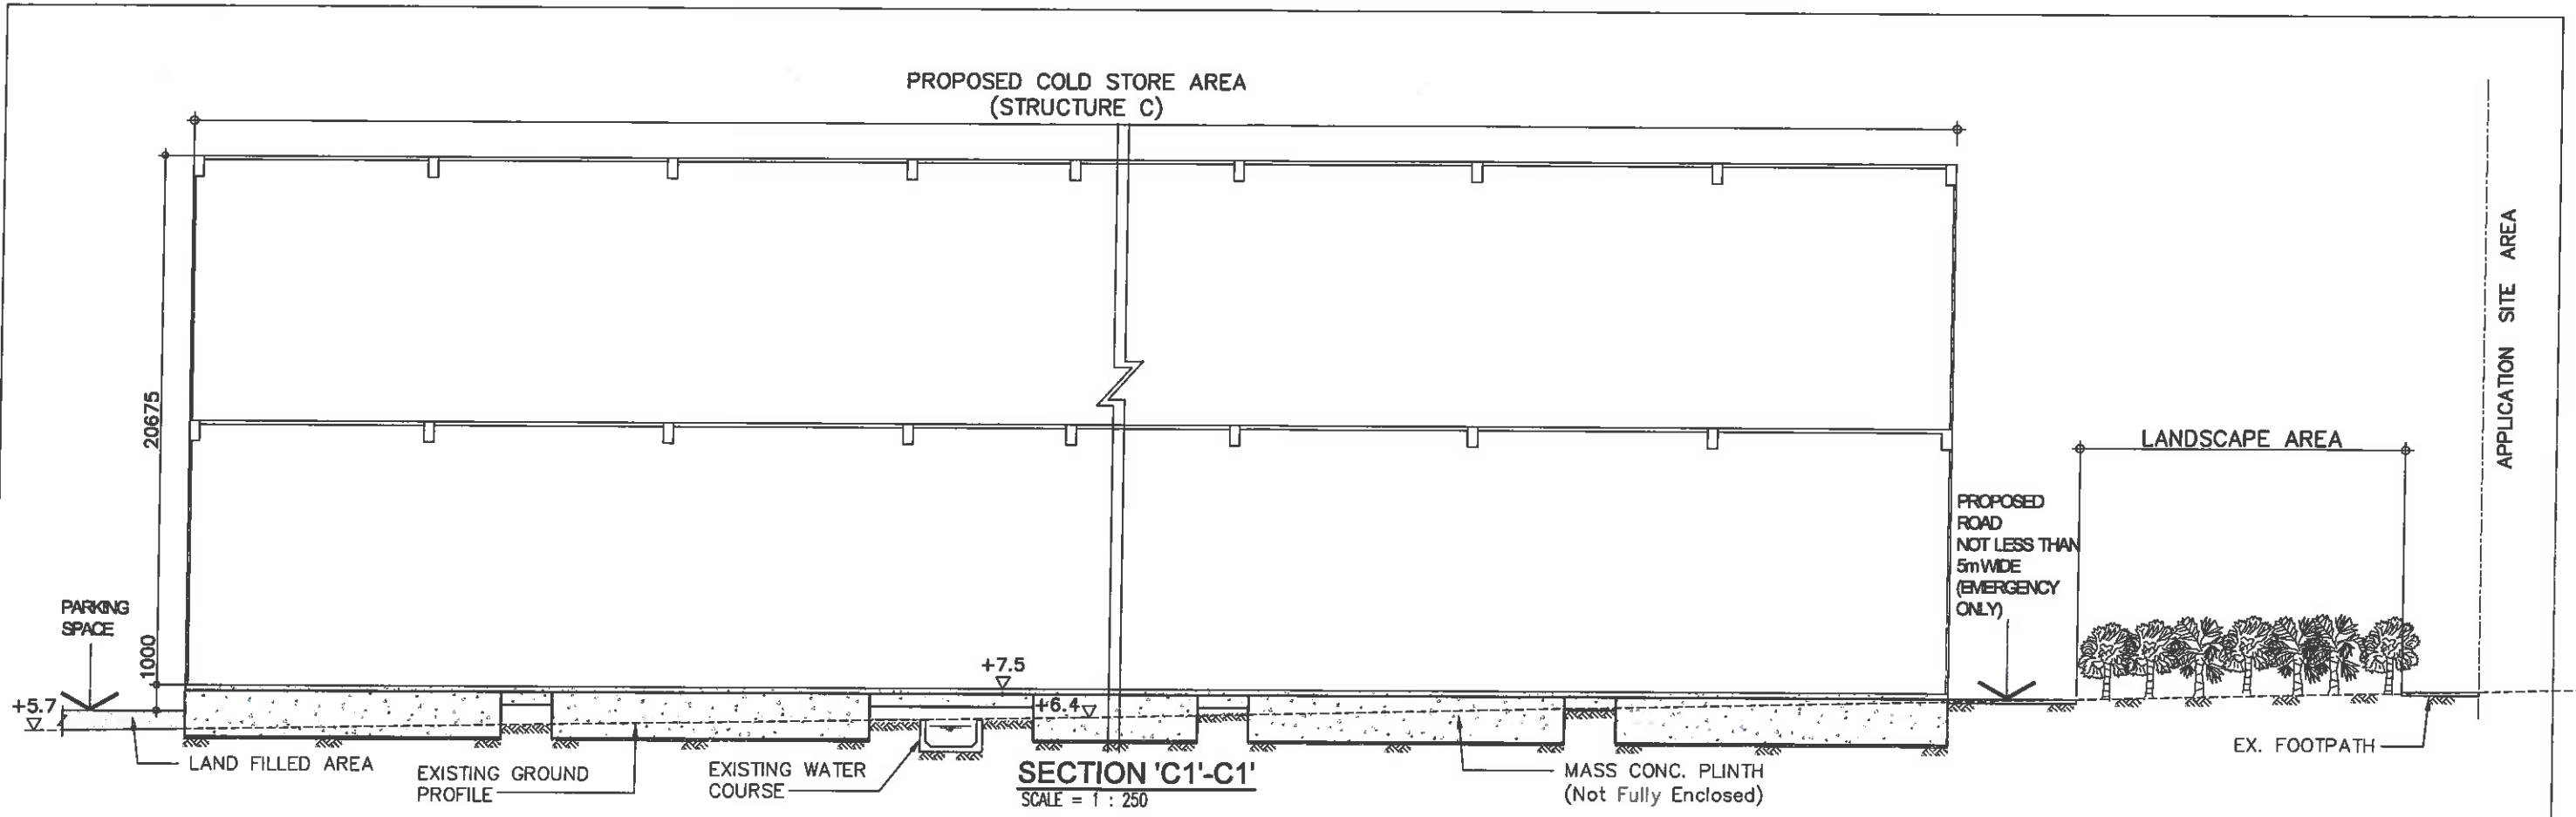 PROPOSED COLD STORE AREA
(STRUCTURE C)
APPLICATION SITE AREA
20675
LANDSCAPE AREA
PROPOSED
ROAD
NOT LESS THAN
5m WIDE
(EMERGENCY
ONLY)
PARKING
SPACE
1000
+7.5
+5.7
+6.4
LAND FILLED AREA
EXISTING GROUND
PROFILE
EXISTING WATER
COURSE
SECTION 'C1'-C1'
SCALE = 1 : 250
MASS CONC. PLINTH
(Not Fully Enclosed)
EX. FOOTPATH